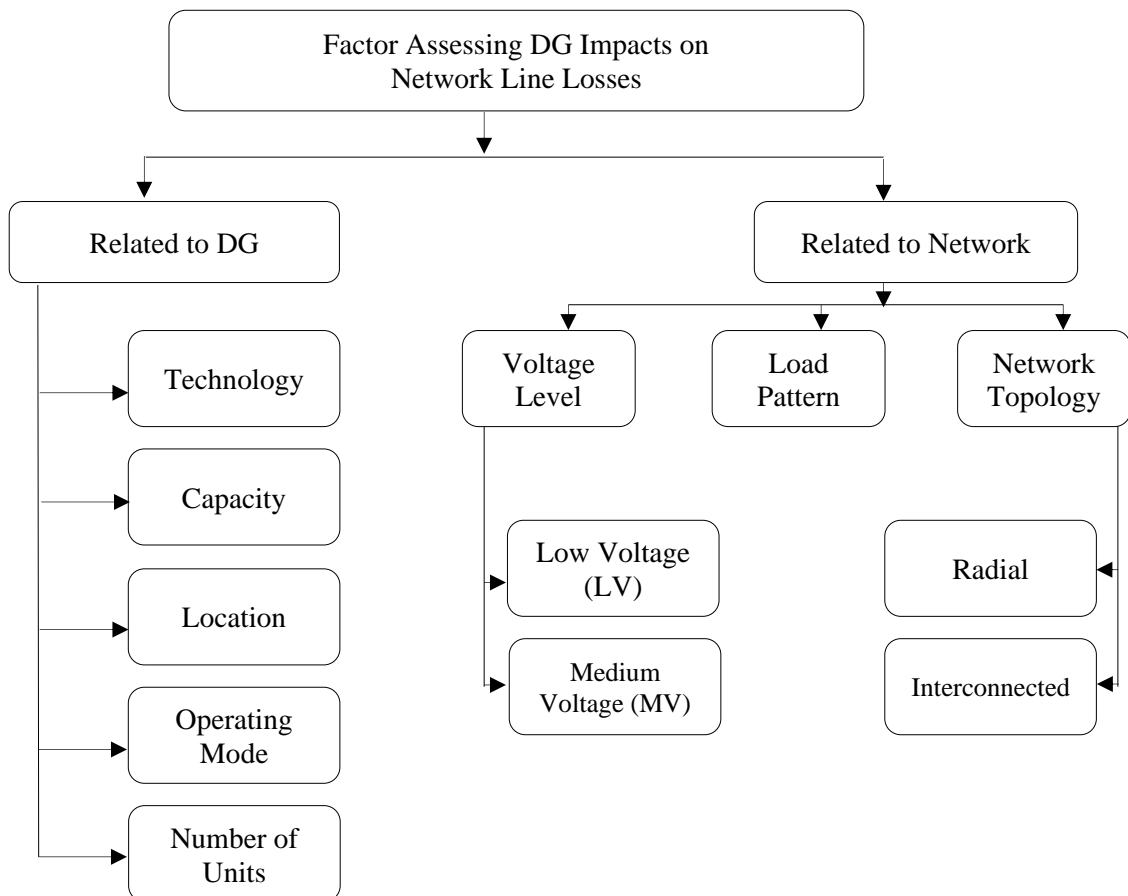 Factor Assessing DG Impacts on
Network Line Losses
Related to DG
Related to Network
Technology
Capacity
Location
Operating
Mode
Number of
Units
Voltage
Level
Load
Pattern
Network
Topology
Low Voltage
(LV)
Medium
Voltage (MV)
Radial
Interconnected